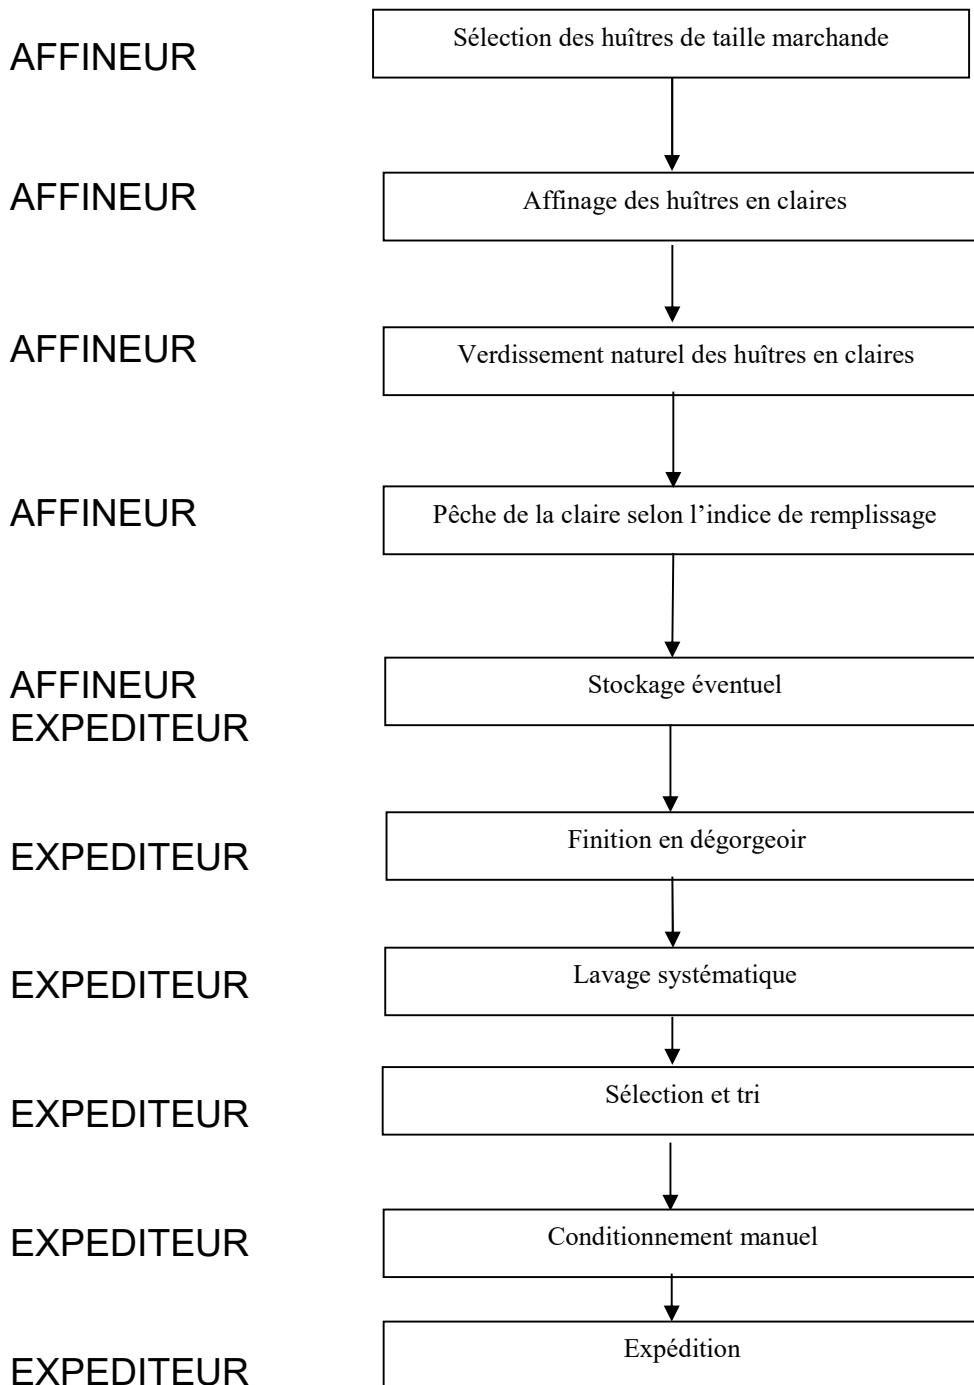 AFFINEUR
Sélection des huîtres de taille marchande
AFFINEUR
Affinage des huîtres en claires
AFFINEUR
Verdissement naturel des huîtres en claires
AFFINEUR
Pêche de la claire selon l’indice de remplissage
AFFINEUR
EXPEDITEUR
Stockage éventuel
EXPEDITEUR
Finition en dégorgeoir
EXPEDITEUR
Lavage systématique
EXPEDITEUR
Sélection et tri
EXPEDITEUR
Conditionnement manuel
EXPEDITEUR
Expédition